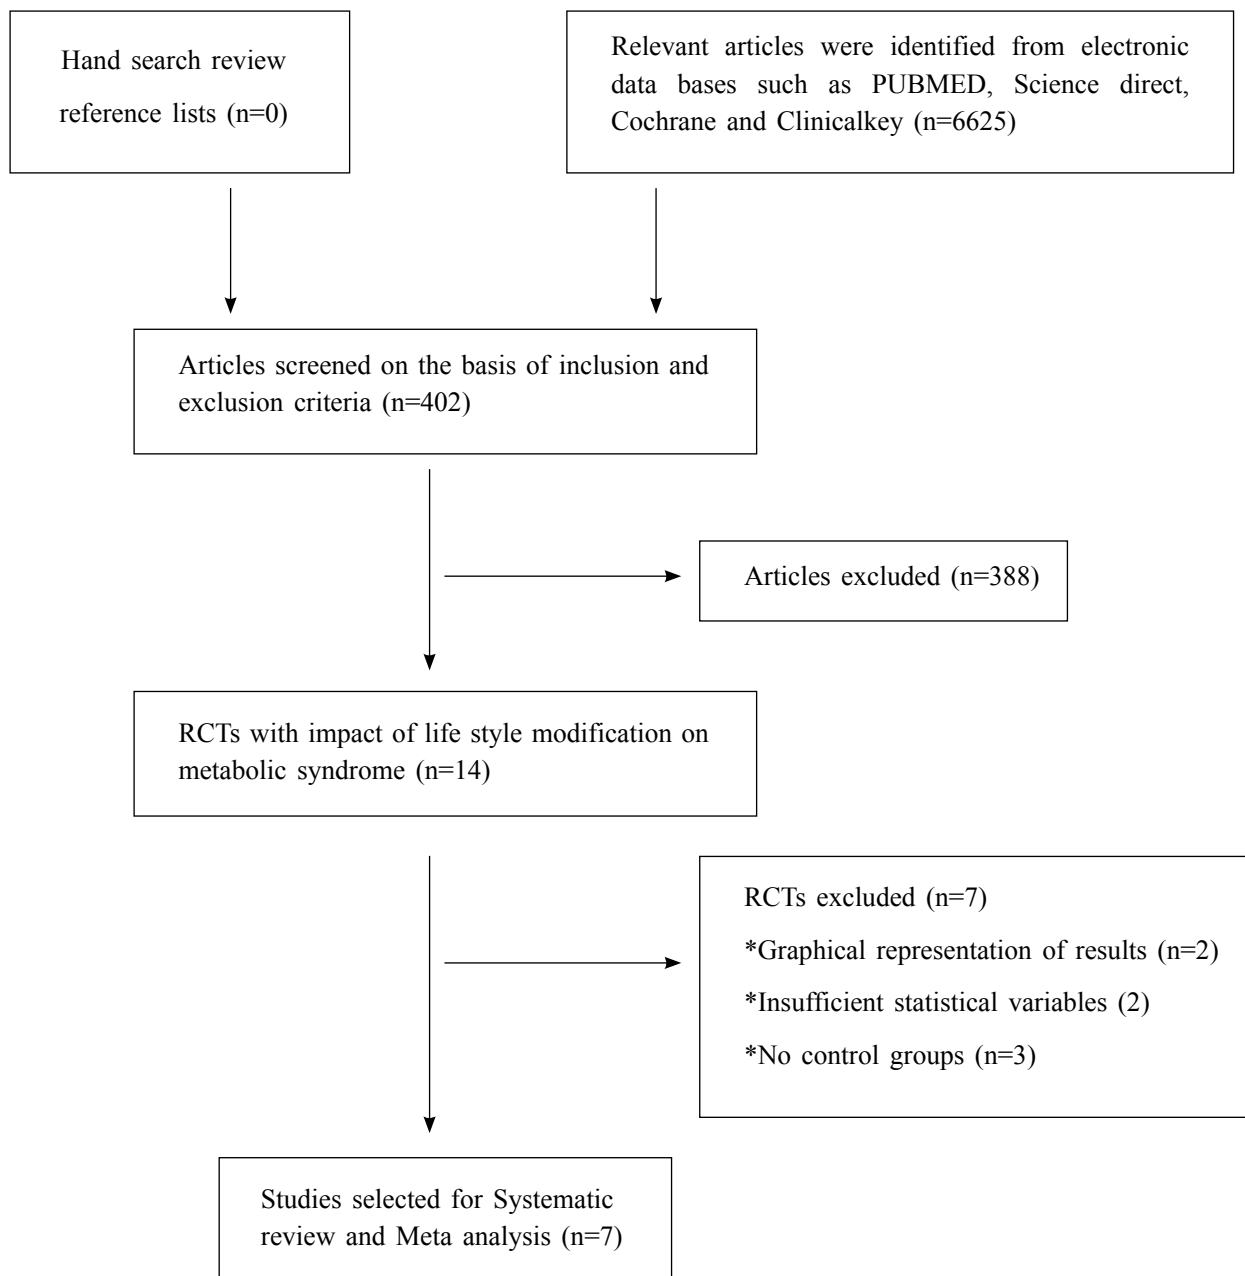 Hand search review
reference lists (n=0)
Relevant articles were identified from electronic
data bases such as PUBMED, Science direct,
Cochrane and Clinicalkey (n=6625)
Articles screened on the basis of inclusion and
exclusion criteria (n=402)
Articles excluded (n=388)
RCTs with impact of life style modification on
metabolic syndrome (n=14)
RCTs excluded (n=7)
*Graphical representation of results (n=2)
*Insufficient statistical variables (2)
*No control groups (n=3)
Studies selected for Systematic
review and Meta analysis (n=7)